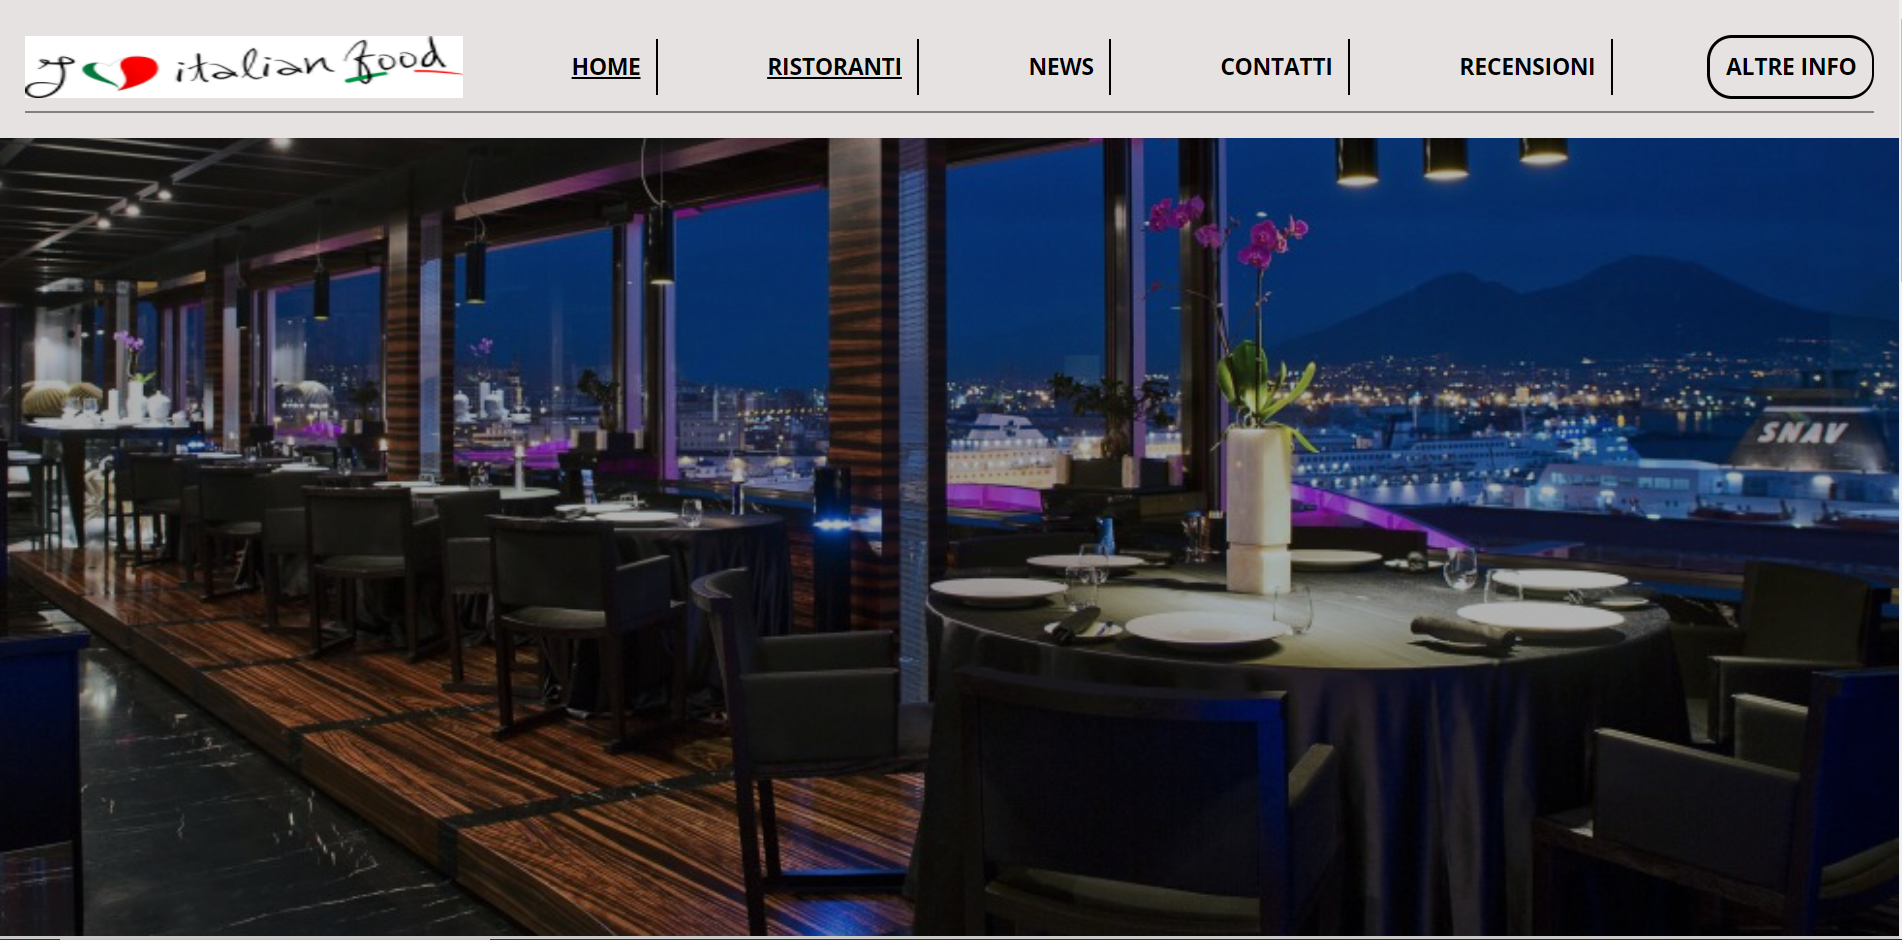 I italian food
HOME
RISTORANTI
NEWS
CONTATTI
RECENSIONI
ALTRE INFO
SNAV